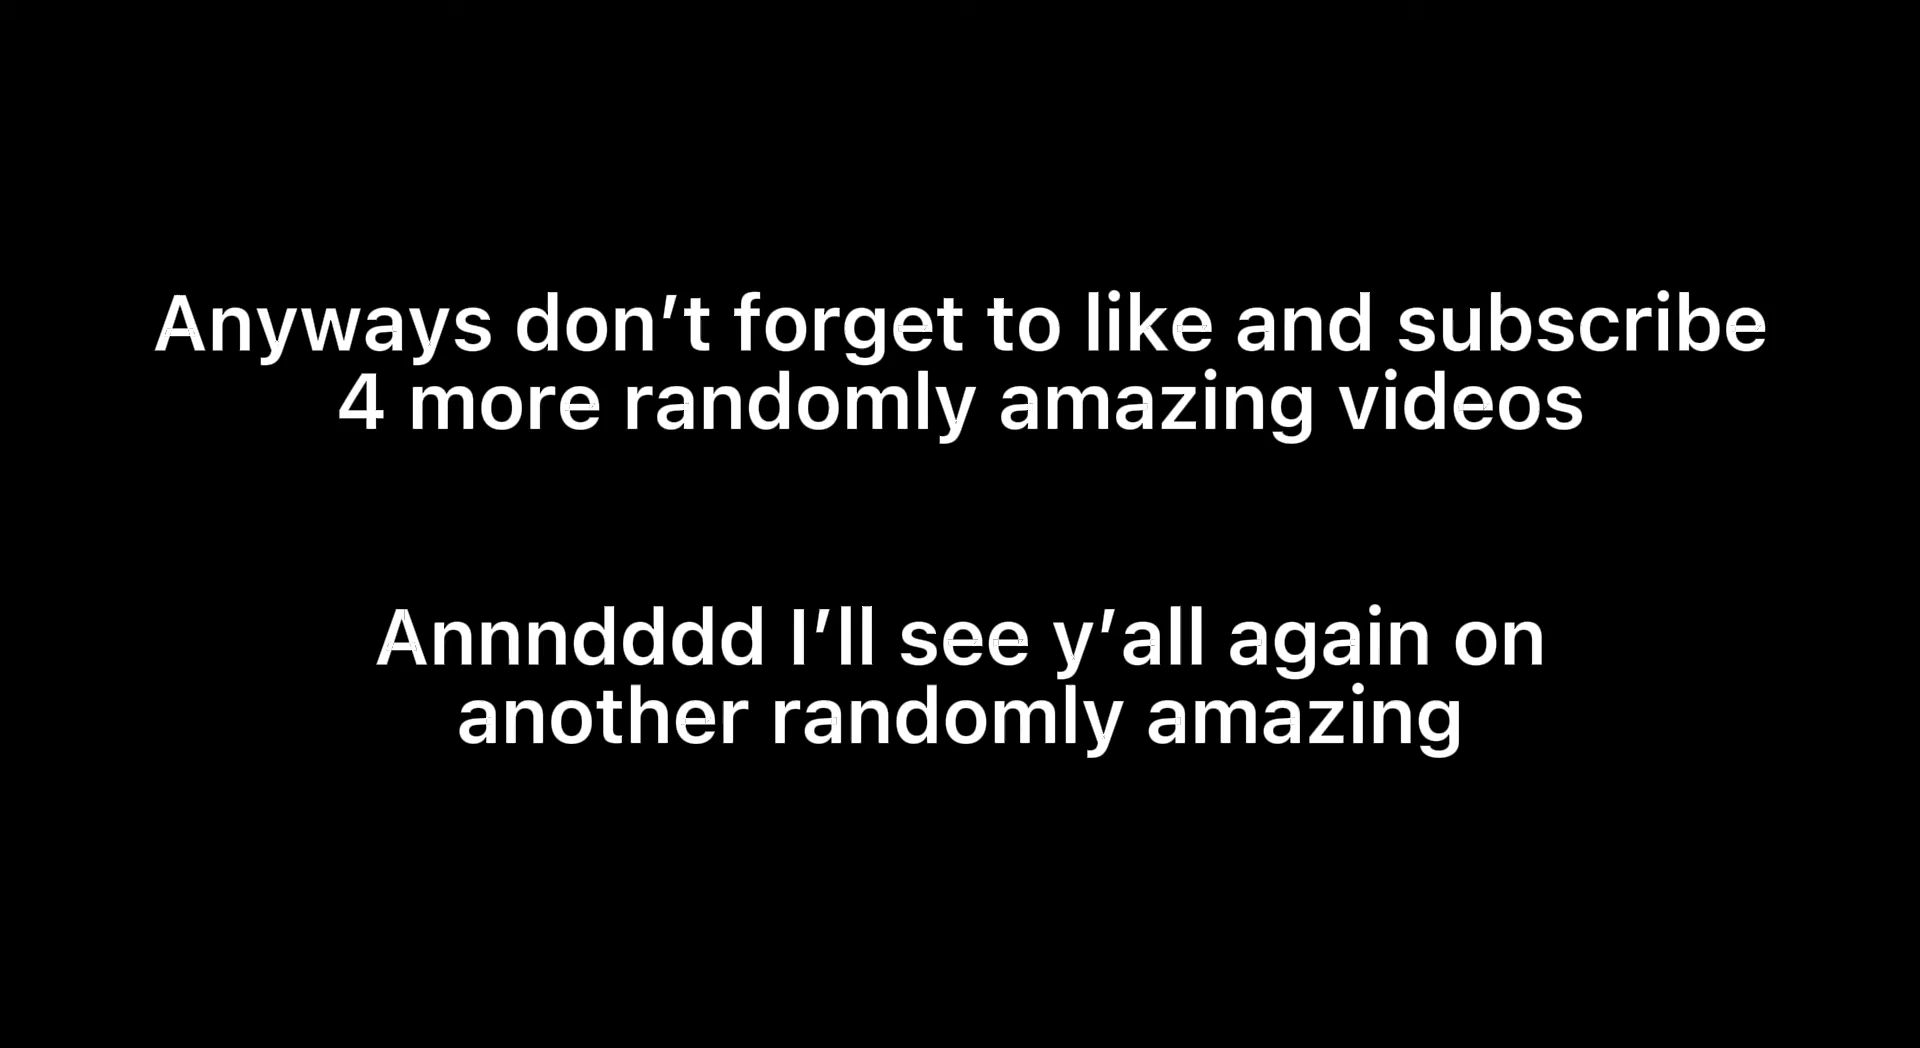 Anyways don’t forget to like and subscribe
4 more randomly amazing videos
Annndddd I’ll see y’all again on
another randomly amazing